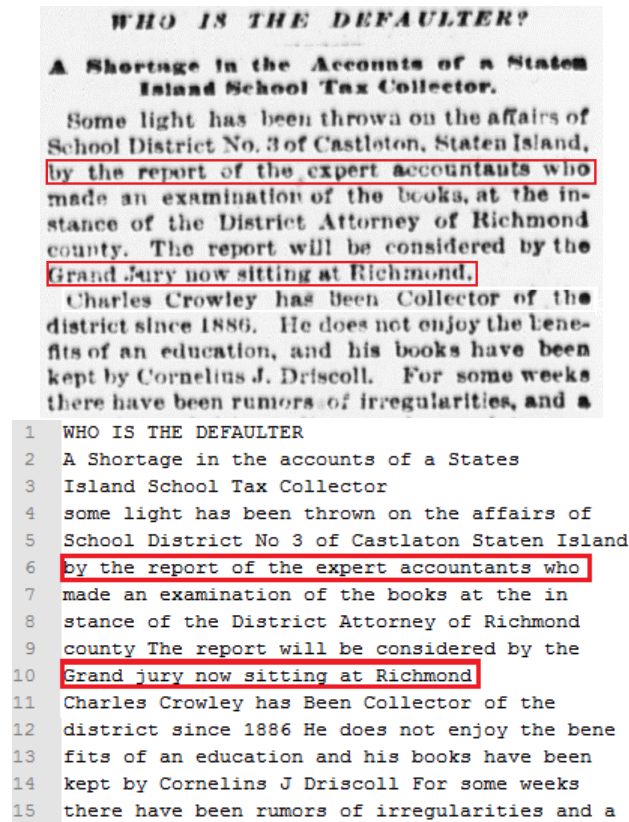 WHO IS THE DEFAULTER?
A Shortage in the Accounts of a Staten
Island School Tax Collector.
Some light has been thrown on the affairs of
School District No. 3 of Castleton, Staten Island,
by the report of the expert accountants who
made an examination of the books, at the in-
stance of the District Attorney of Richmond
county. The report will be considered by the
Grand Jury now sitting at Richmond.
Charles Crowley has been Collector of the
district since 1886. He does not enjoy the bene-
fits of an education, and his books have been
kept by Cornelius J. Driscoll. For some weeks
there have been rumors of irregularities, and a
1 WHO IS THE DEFAULTER
2 A Shortage in the accounts of a States
3 Island School Tax Collector
4 some light has been thrown on the affairs of
5 School District No 3 of Castlaton Staten Island
6 by the report of the expert accountants who
7 made an examination of the books at the in
8 stance of the District Attorney of Richmond
9 county The report will be considered by the
10 Grand jury now sitting at Richmond
11 Charles Crowley has Been Collector of the
12 district since 1886 He does not enjoy the bene
13 fits of an education and his books have been
14 kept by Cornelins J Driscoll For some weeks
15 there have been rumors of irregularities and a